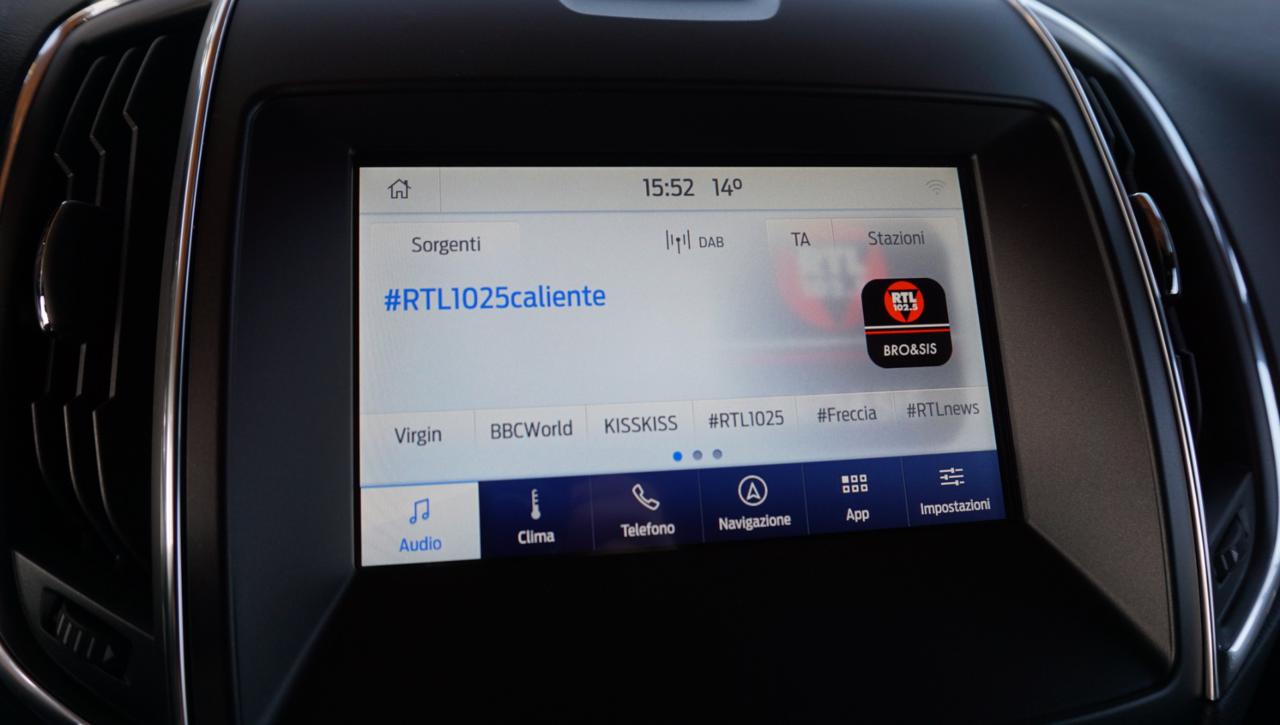 15:52 14º
Sorgenti DAB TA Stazioni
#RTL1025caliente
RTL
102.5
BRO&SIS
Virgin BBCWorld KISSKISS #RTL1025 #Freccia #RTLnews
Audio Clima Telefono Navigazione App Impostazioni